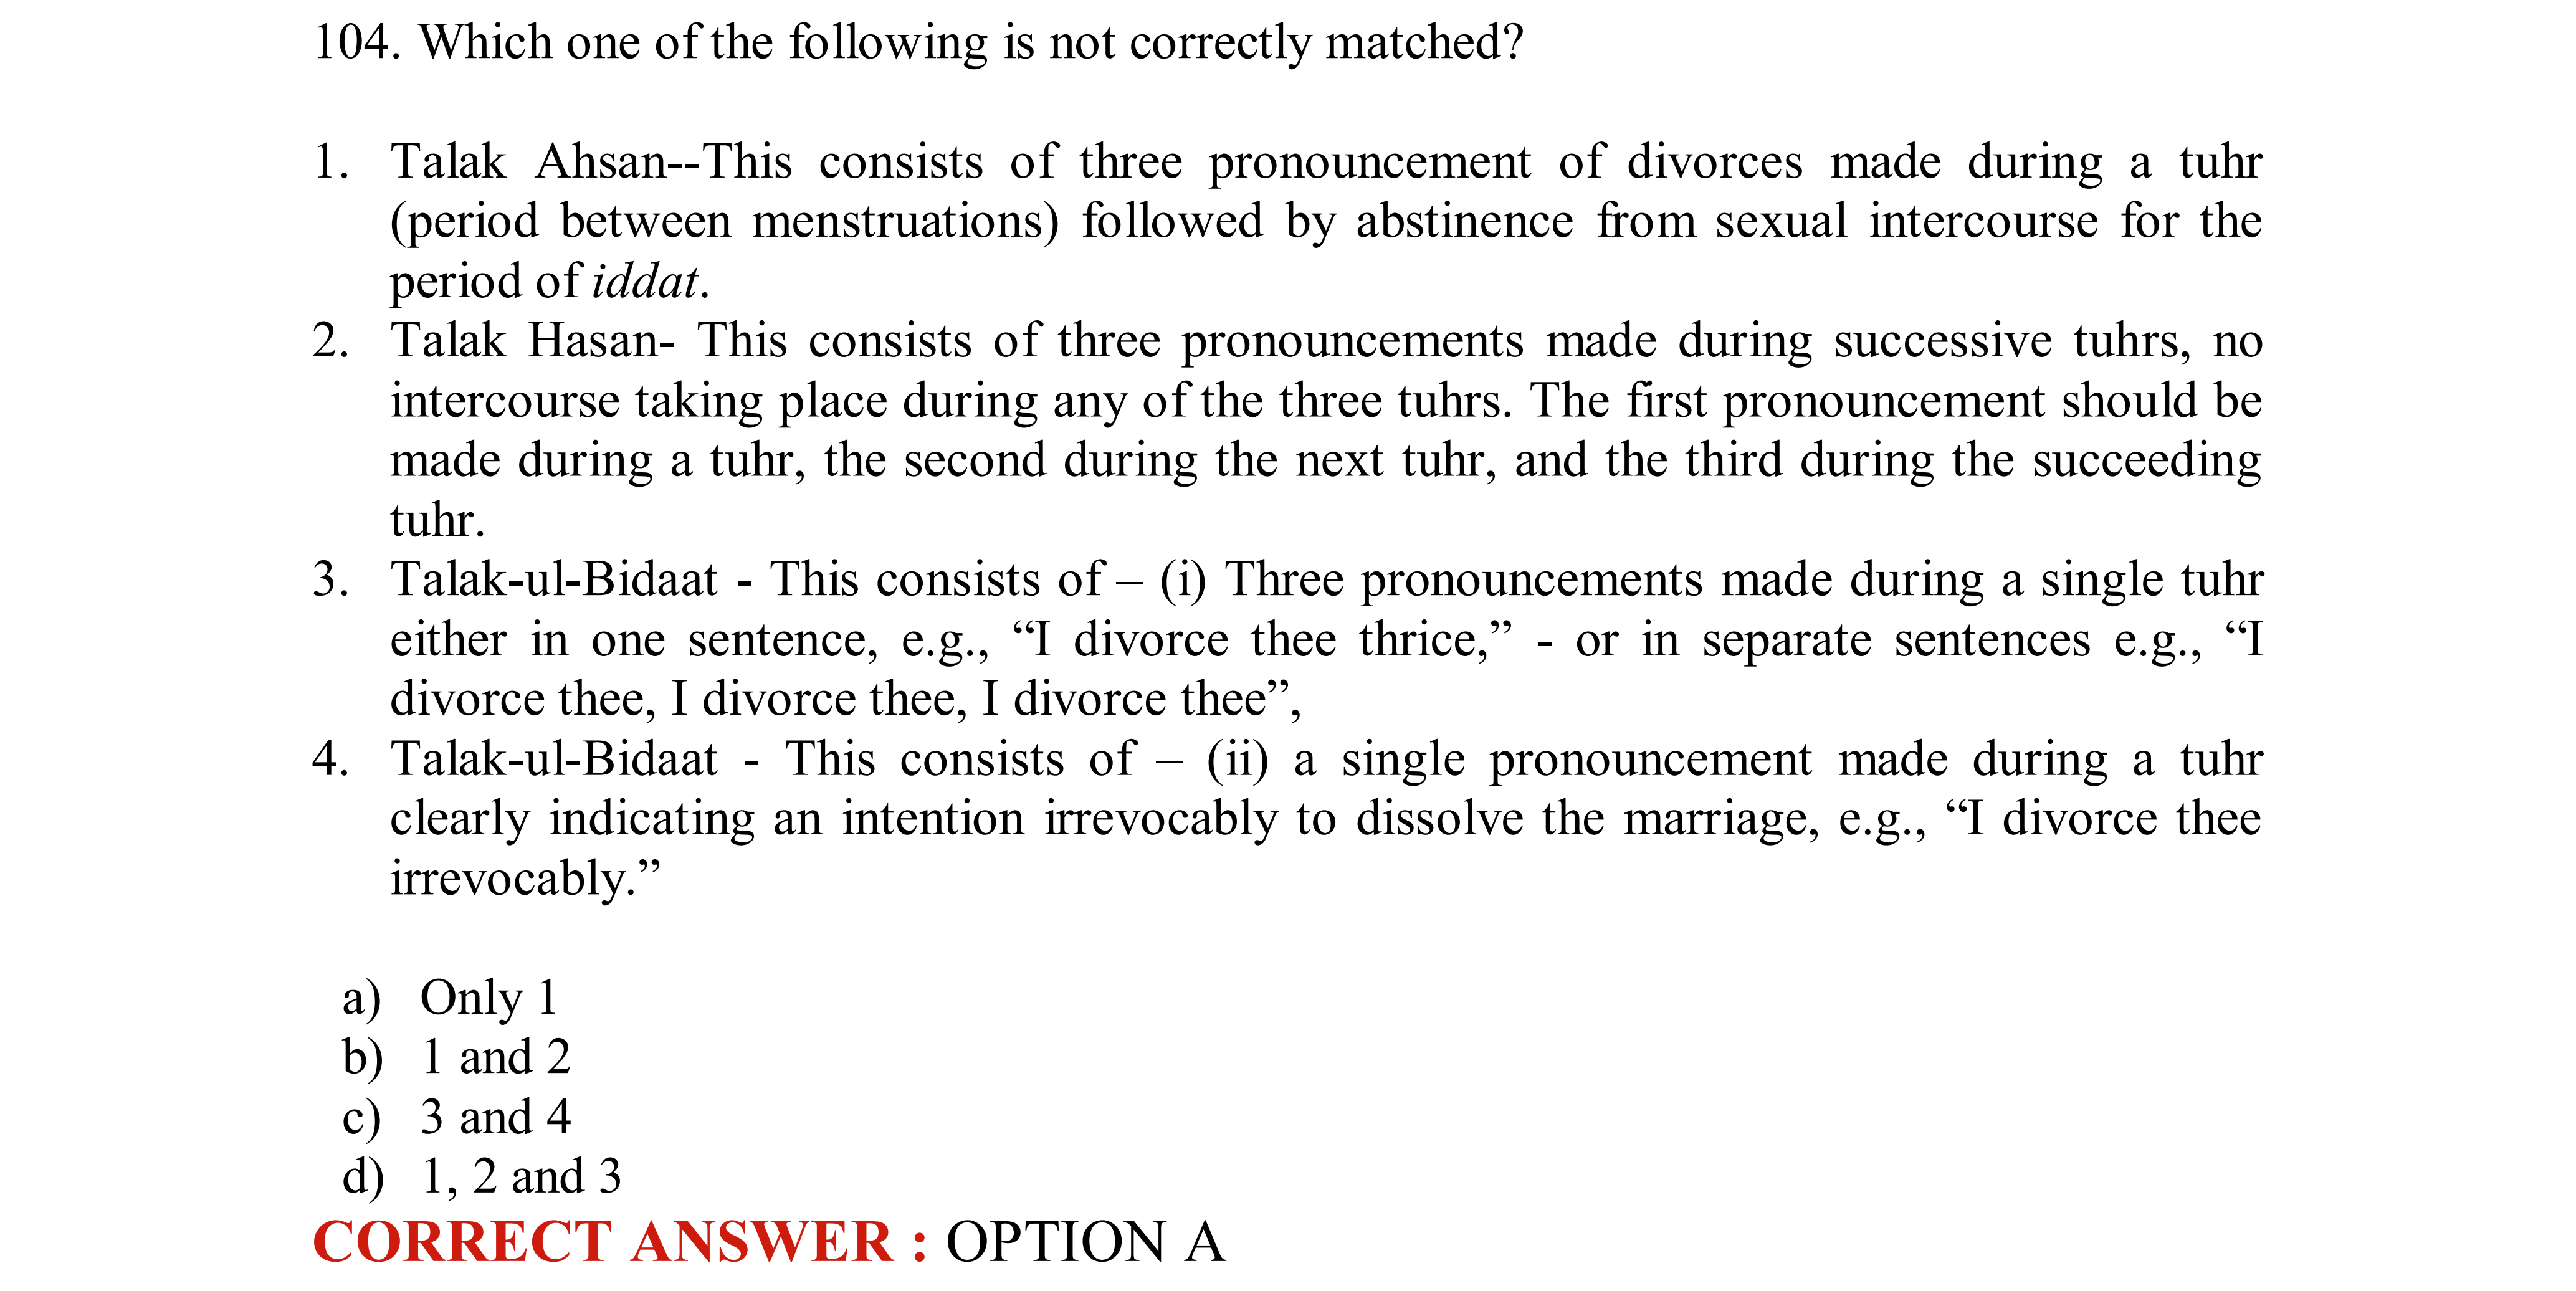 104. Which one of the following is not correctly matched?
1. Talak Ahsan--This consists of three pronouncement of divorces made during a tuhr
(period between menstruations) followed by abstinence from sexual intercourse for the
period of iddat.
2. Talak Hasan- This consists of three pronouncements made during successive tuhrs, no
intercourse taking place during any of the three tuhrs. The first pronouncement should be
made during a tuhr, the second during the next tuhr, and the third during the succeeding
tuhr.
3. Talak-ul-Bidaat - This consists of – (i) Three pronouncements made during a single tuhr
either in one sentence, e.g., “I divorce thee thrice,” - or in separate sentences e.g., “I
divorce thee, I divorce thee, I divorce thee”,
4. Talak-ul-Bidaat - This consists of – (ii) a single pronouncement made during a tuhr
clearly indicating an intention irrevocably to dissolve the marriage, e.g., “I divorce thee
irrevocably.”
a) Only 1
b) 1 and 2
c) 3 and 4
d) 1, 2 and 3
CORRECT ANSWER : OPTION A